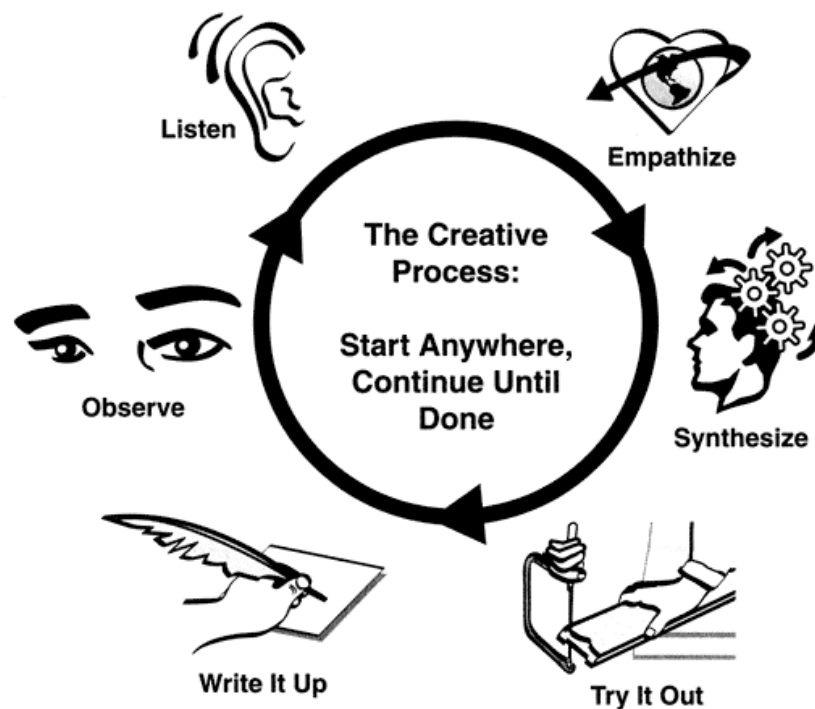 Listen
Empathize
The Creative
Process:
Start Anywhere,
Continue Until
Done
Observe
Synthesize
Write It Up
Try It Out